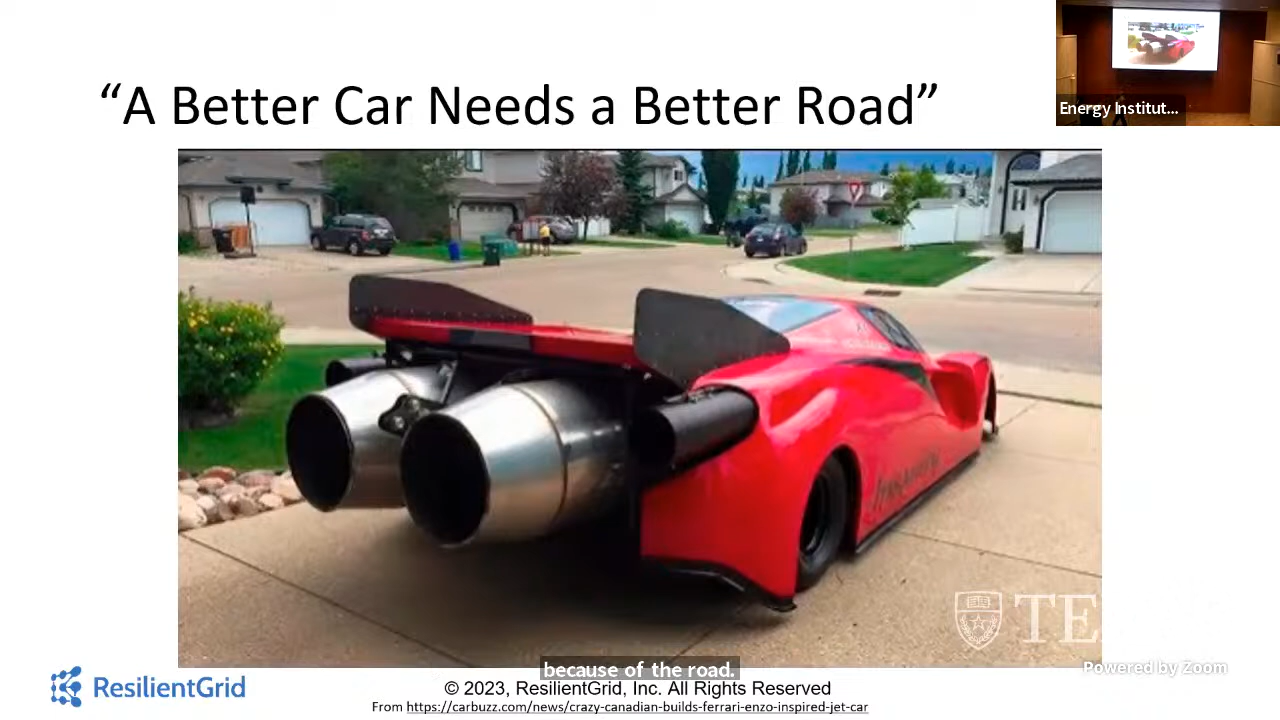 “A Better Car Needs a Better Road”
Energy Institut...
TE
because of the road.
Powered by Zoom
ResilientGrid
© 2023, ResilientGrid, Inc. All Rights Reserved
From https://carbuzz.com/news/crazy-canadian-builds-ferrari-enzo-inspired-jet-car